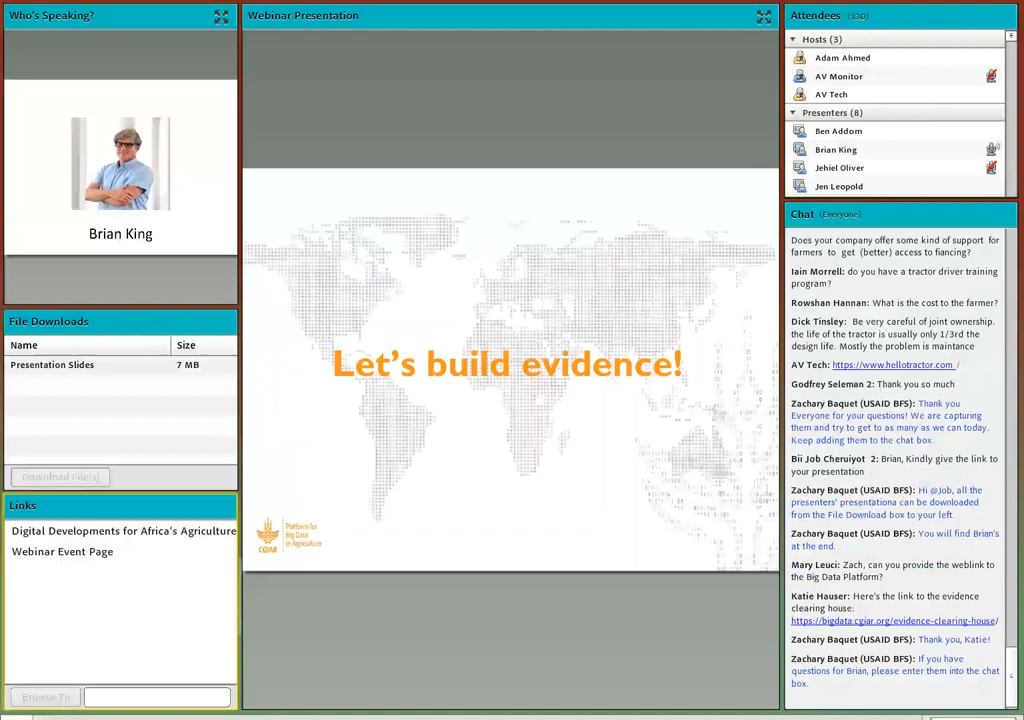 Who's Speaking?
Brian King
File Downloads
Name Size
Presentation Slides 7 MB
Download File(s)
Links
Digital Developments for Africa's Agriculture
Webinar Event Page
Browse To
Webinar Presentation
Let's build evidence!
CGIAR
Platform for
Big Data
in Agriculture
Attendees (130)
Hosts (3)
Adam Ahmed
AV Monitor
AV Tech
Presenters (8)
Ben Addom
Brian King
Jehiel Oliver
Jen Leopold
Chat (Everyone)
Does your company offer some kind of support for
farmers to get (better) access to fiancing?
Iain Morrell: do you have a tractor driver training
program?
Rowshan Hannan: What is the cost to the farmer?
Dick Tinsley: Be very careful of joint ownership.
the life of the tractor is usually only 1/3rd the
design life. Mostly the problem is maintance
AV Tech: https://www.hellotractor.com /
Godfrey Seleman 2: Thank you so much
Zachary Baquet (USAID BFS): Thank you
Everyone for your questions! We are capturing
them and try to get to as many as we can today.
Keep adding them to the chat box.
Bii Job Cheruiyot 2: Brian, Kindly give the link to
your presentation
Zachary Baquet (USAID BFS): Hi @Job, all the
presenters' presentationa can be downloaded
from the File Download box to your left.
Zachary Baquet (USAID BFS): You will find Brian's
at the end.
Mary Leuci: Zach, can you provide the weblink to
the Big Data Platform?
Katie Hauser: Here's the link to the evidence
clearing house:
https://bigdata.cgiar.org/evidence-clearing-house/
Zachary Baquet (USAID BFS): Thank you, Katie!
Zachary Baquet (USAID BFS): If you have
questions for Brian, please enter them into the chat
box.